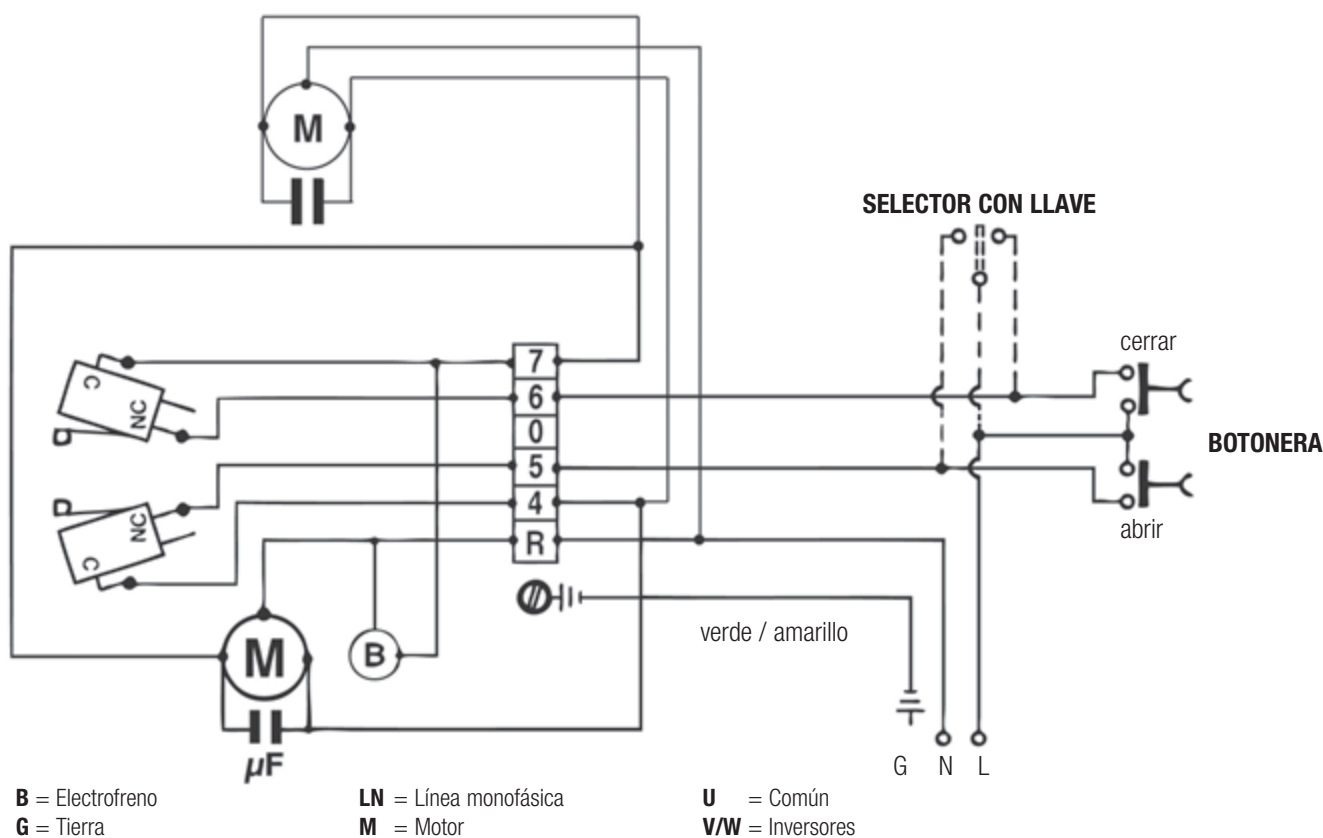 M
SELECTOR CON LLAVE
cerrar
BOTONERA
abrir
C
NC
7
6
0
5
4
R
NC
C
verde / amarillo
M
B
µF
G N L
B = Electrofreno
LN = Línea monofásica
U = Común
G = Tierra
M = Motor
V/W = Inversores